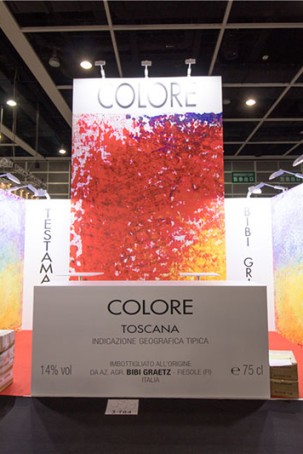 COLORE
TESTAMA
BIBI GR
COLORE
TOSCANA
INDICAZIONE GEOGRAFICA TIPICA
14% vol
IMBOTTIGLIATO ALL'ORIGINE
DA AZ. AGR. BIBI GRAETZ - FIESOLE (FI)
ITALIA
℮ 75 cl